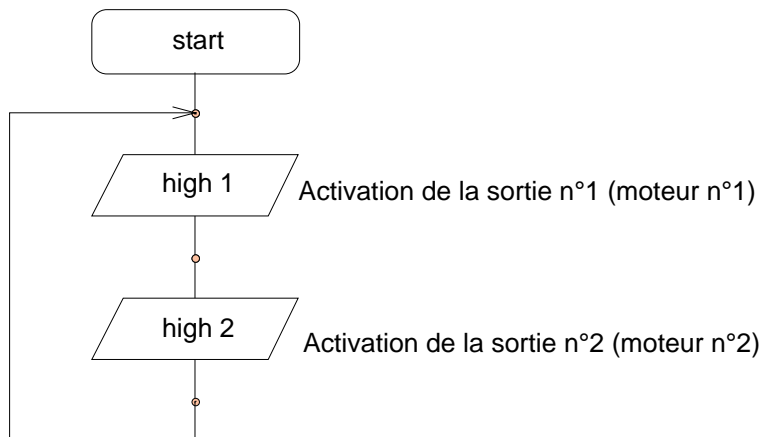 start
high 1
Activation de la sortie n°1 (moteur n°1)
high 2
Activation de la sortie n°2 (moteur n°2)